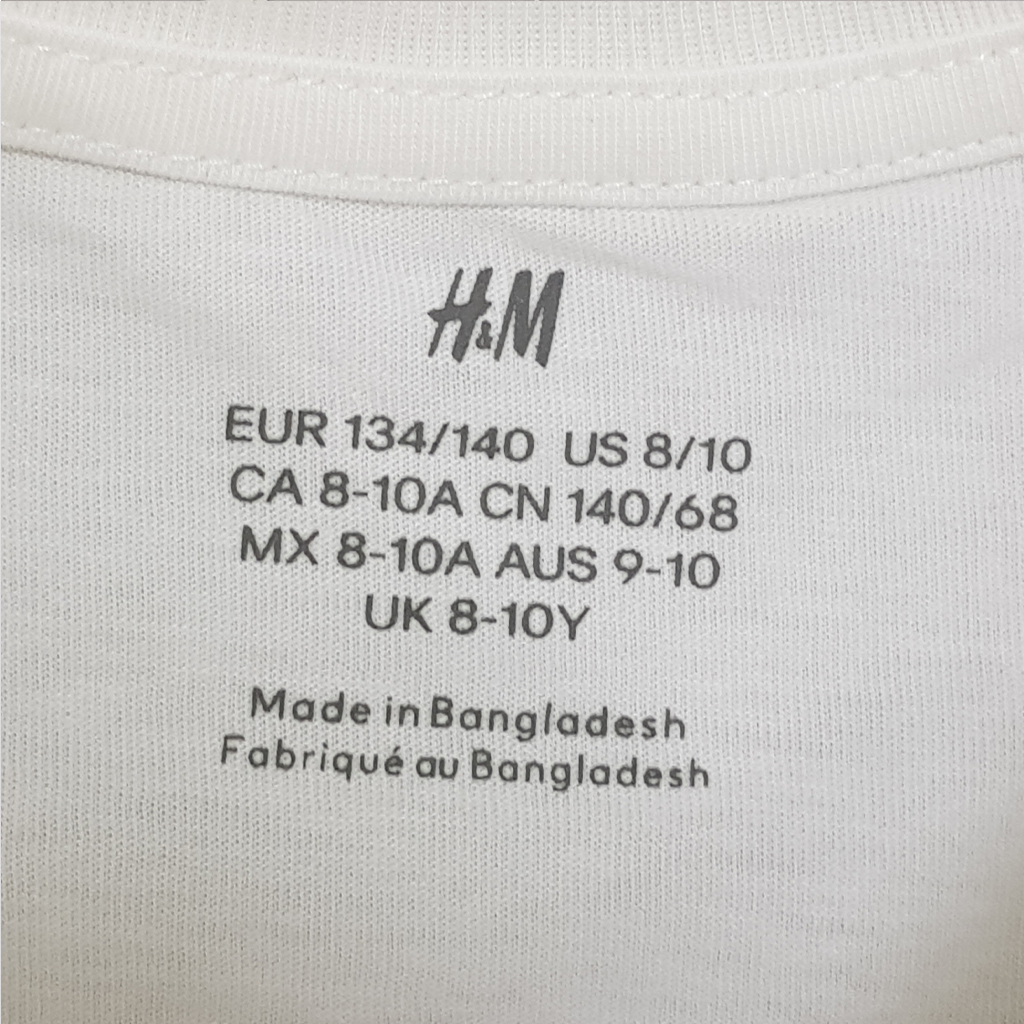 H&M
EUR 134/140 US 8/10
CA 8-10A CN 140/68
MX 8-10A AUS 9-10
UK 8-10Y
Made in Bangladesh
Fabriqué au Bangladesh